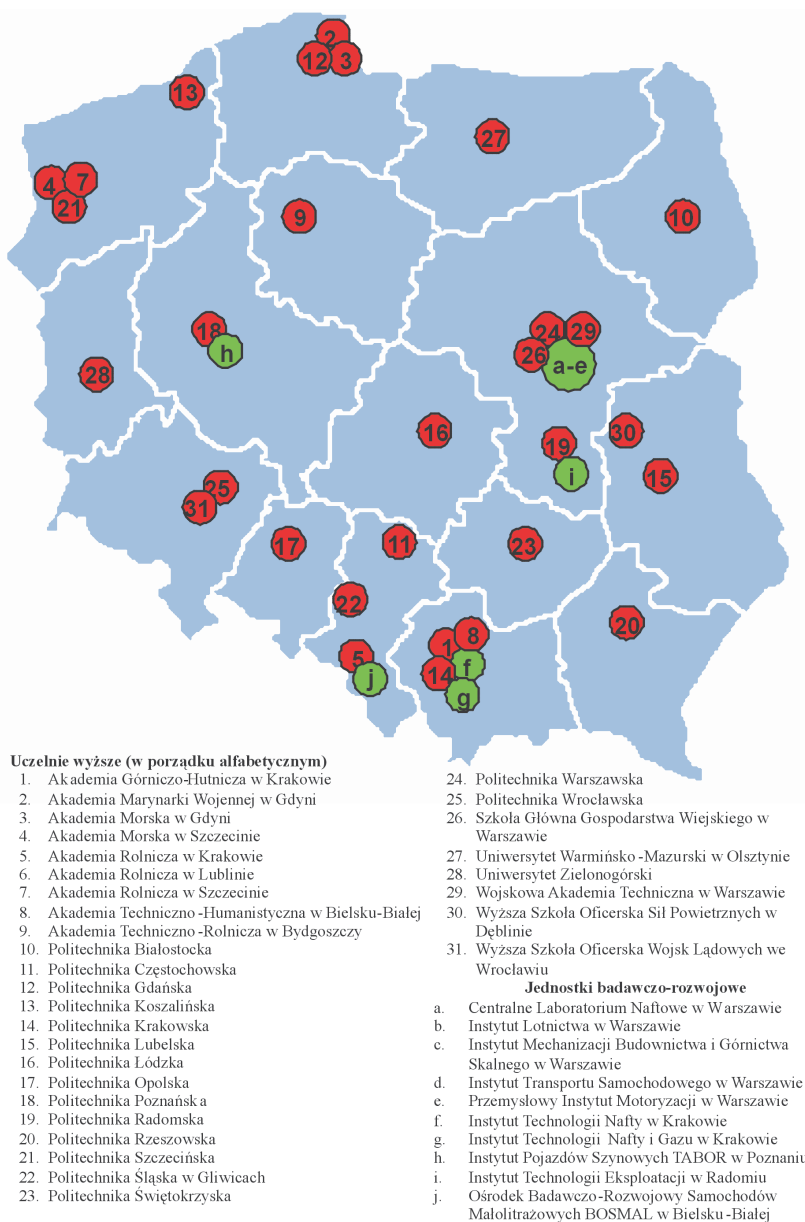 2
12
3
13
27
4
7
21
9
10
18
h
24
29
26
a-e
28
16
19
30
i
15
25
31
17
11
23
22
20
5
j
1
8
14
f
g
Uczelnie wyższe (w porządku alfabetycznym)
1. Akademia Górniczo-Hutnicza w Krakowie
2. Akademia Marynarki Wojennej w Gdyni
3. Akademia Morska w Gdyni
4. Akademia Morska w Szczecinie
5. Akademia Rolnicza w Krakowie
6. Akademia Rolnicza w Lublinie
7. Akademia Rolnicza w Szczecinie
8. Akademia Techniczno-Humanistyczna w Bielsku-Białej
9. Akademia Techniczno-Rolnicza w Bydgoszczy
10. Politechnika Białostocka
11. Politechnika Częstochowska
12. Politechnika Gdańska
13. Politechnika Koszalińska
14. Politechnika Krakowska
15. Politechnika Lubelska
16. Politechnika Łódzka
17. Politechnika Opolska
18. Politechnika Poznańska
19. Politechnika Radomska
20. Politechnika Rzeszowska
21. Politechnika Szczecińska
22. Politechnika Śląska w Gliwicach
23. Politechnika Świętokrzyska
24. Politechnika Warszawska
25. Politechnika Wrocławska
26. Szkoła Główna Gospodarstwa Wiejskiego w
Warszawie
27. Uniwersytet Warmińsko-Mazurski w Olsztynie
28. Uniwersytet Zielonogórski
29. Wojskowa Akademia Techniczna w Warszawie
30. Wyższa Szkoła Oficerska Sił Powietrznych w
Dęblinie
31. Wyższa Szkoła Oficerska Wojsk Lądowych we
Wrocławiu
Jednostki badawczo-rozwojowe
a. Centralne Laboratorium Naftowe w Warszawie
b. Instytut Lotnictwa w Warszawie
c. Instytut Mechanizacji Budownictwa i Górnictwa
Skalnego w Warszawie
d. Instytut Transportu Samochodowego w Warszawie
e. Przemysłowy Instytut Motoryzacji w Warszawie
f. Instytut Technologii Nafty w Krakowie
g. Instytut Technologii Nafty i Gazu w Krakowie
h. Instytut Pojazdów Szynowych TABOR w Poznaniu
i. Instytut Technologii Eksploatacji w Radomiu
j. Ośrodek Badawczo-Rozwojowy Samochodów
Małolitrażowych BOSMAL w Bielsku-Białej